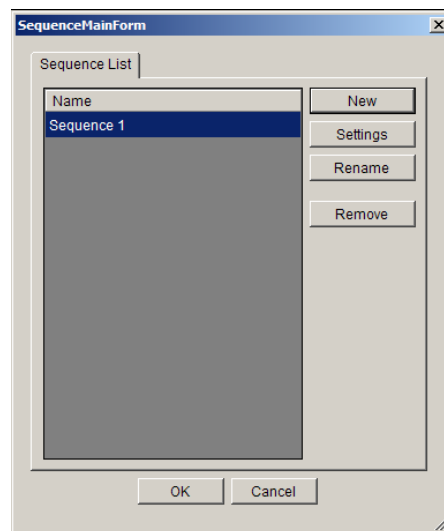 SequenceMainForm
Sequence List
Name
New
Sequence 1
Settings
Rename
Remove
OK
Cancel